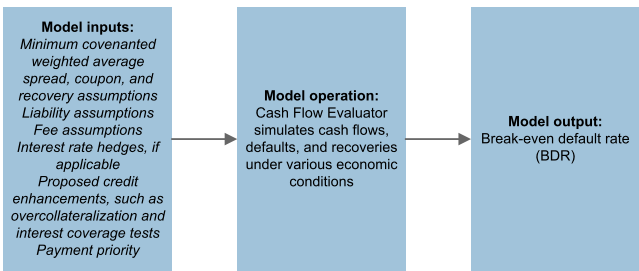 Model inputs:
Minimum covenanted
weighted average
spread, coupon, and
recovery assumptions
Liability assumptions
Fee assumptions
Interest rate hedges, if
applicable
Proposed credit
enhancements, such as
overcollateralization and
interest coverage tests
Payment priority
Model operation:
Cash Flow Evaluator
simulates cash flows,
defaults, and recoveries
under various economic
conditions
Model output:
Break-even default rate
(BDR)